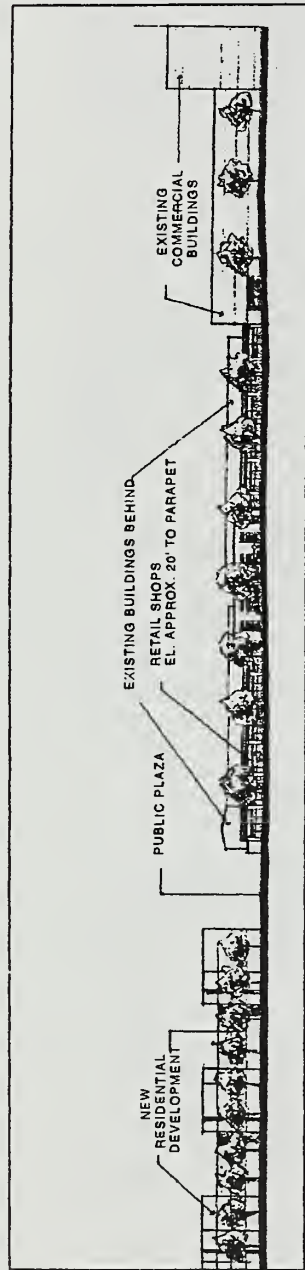 NEW
RESIDENTIAL
DEVELOPMENT
PUBLIC PLAZA
EXISTING BUILDINGS BEHIND
RETAIL SHOPS
EL. APPROX. 20' TO PARAPET
EXISTING
COMMERCIAL
BUILDINGS